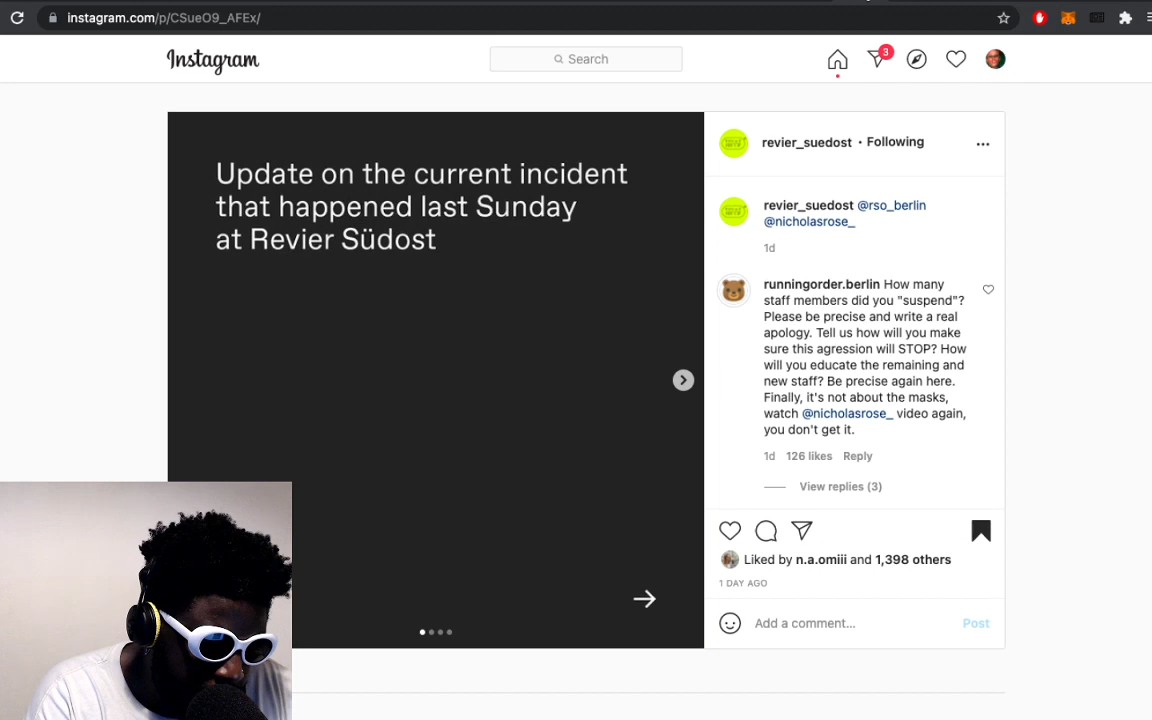 instagram.com/p/CSueO9_AFEx/
Instagram
Search
3
Update on the current incident
that happened last Sunday
at Revier Südost
revier_suedost • Following
revier_suedost @rso_berlin
@nicholasrose_
1d
runningorder.berlin How many
staff members did you "suspend"?
Please be precise and write a real
apology. Tell us how will you make
sure this agression will STOP? How
will you educate the remaining and
new staff? Be precise again here.
Finally, it's not about the masks,
watch @nicholasrose_ video again,
you don't get it.
1d 126 likes Reply
View replies (3)
Liked by n.a.omiii and 1,398 others
1 DAY AGO
Add a comment... Post